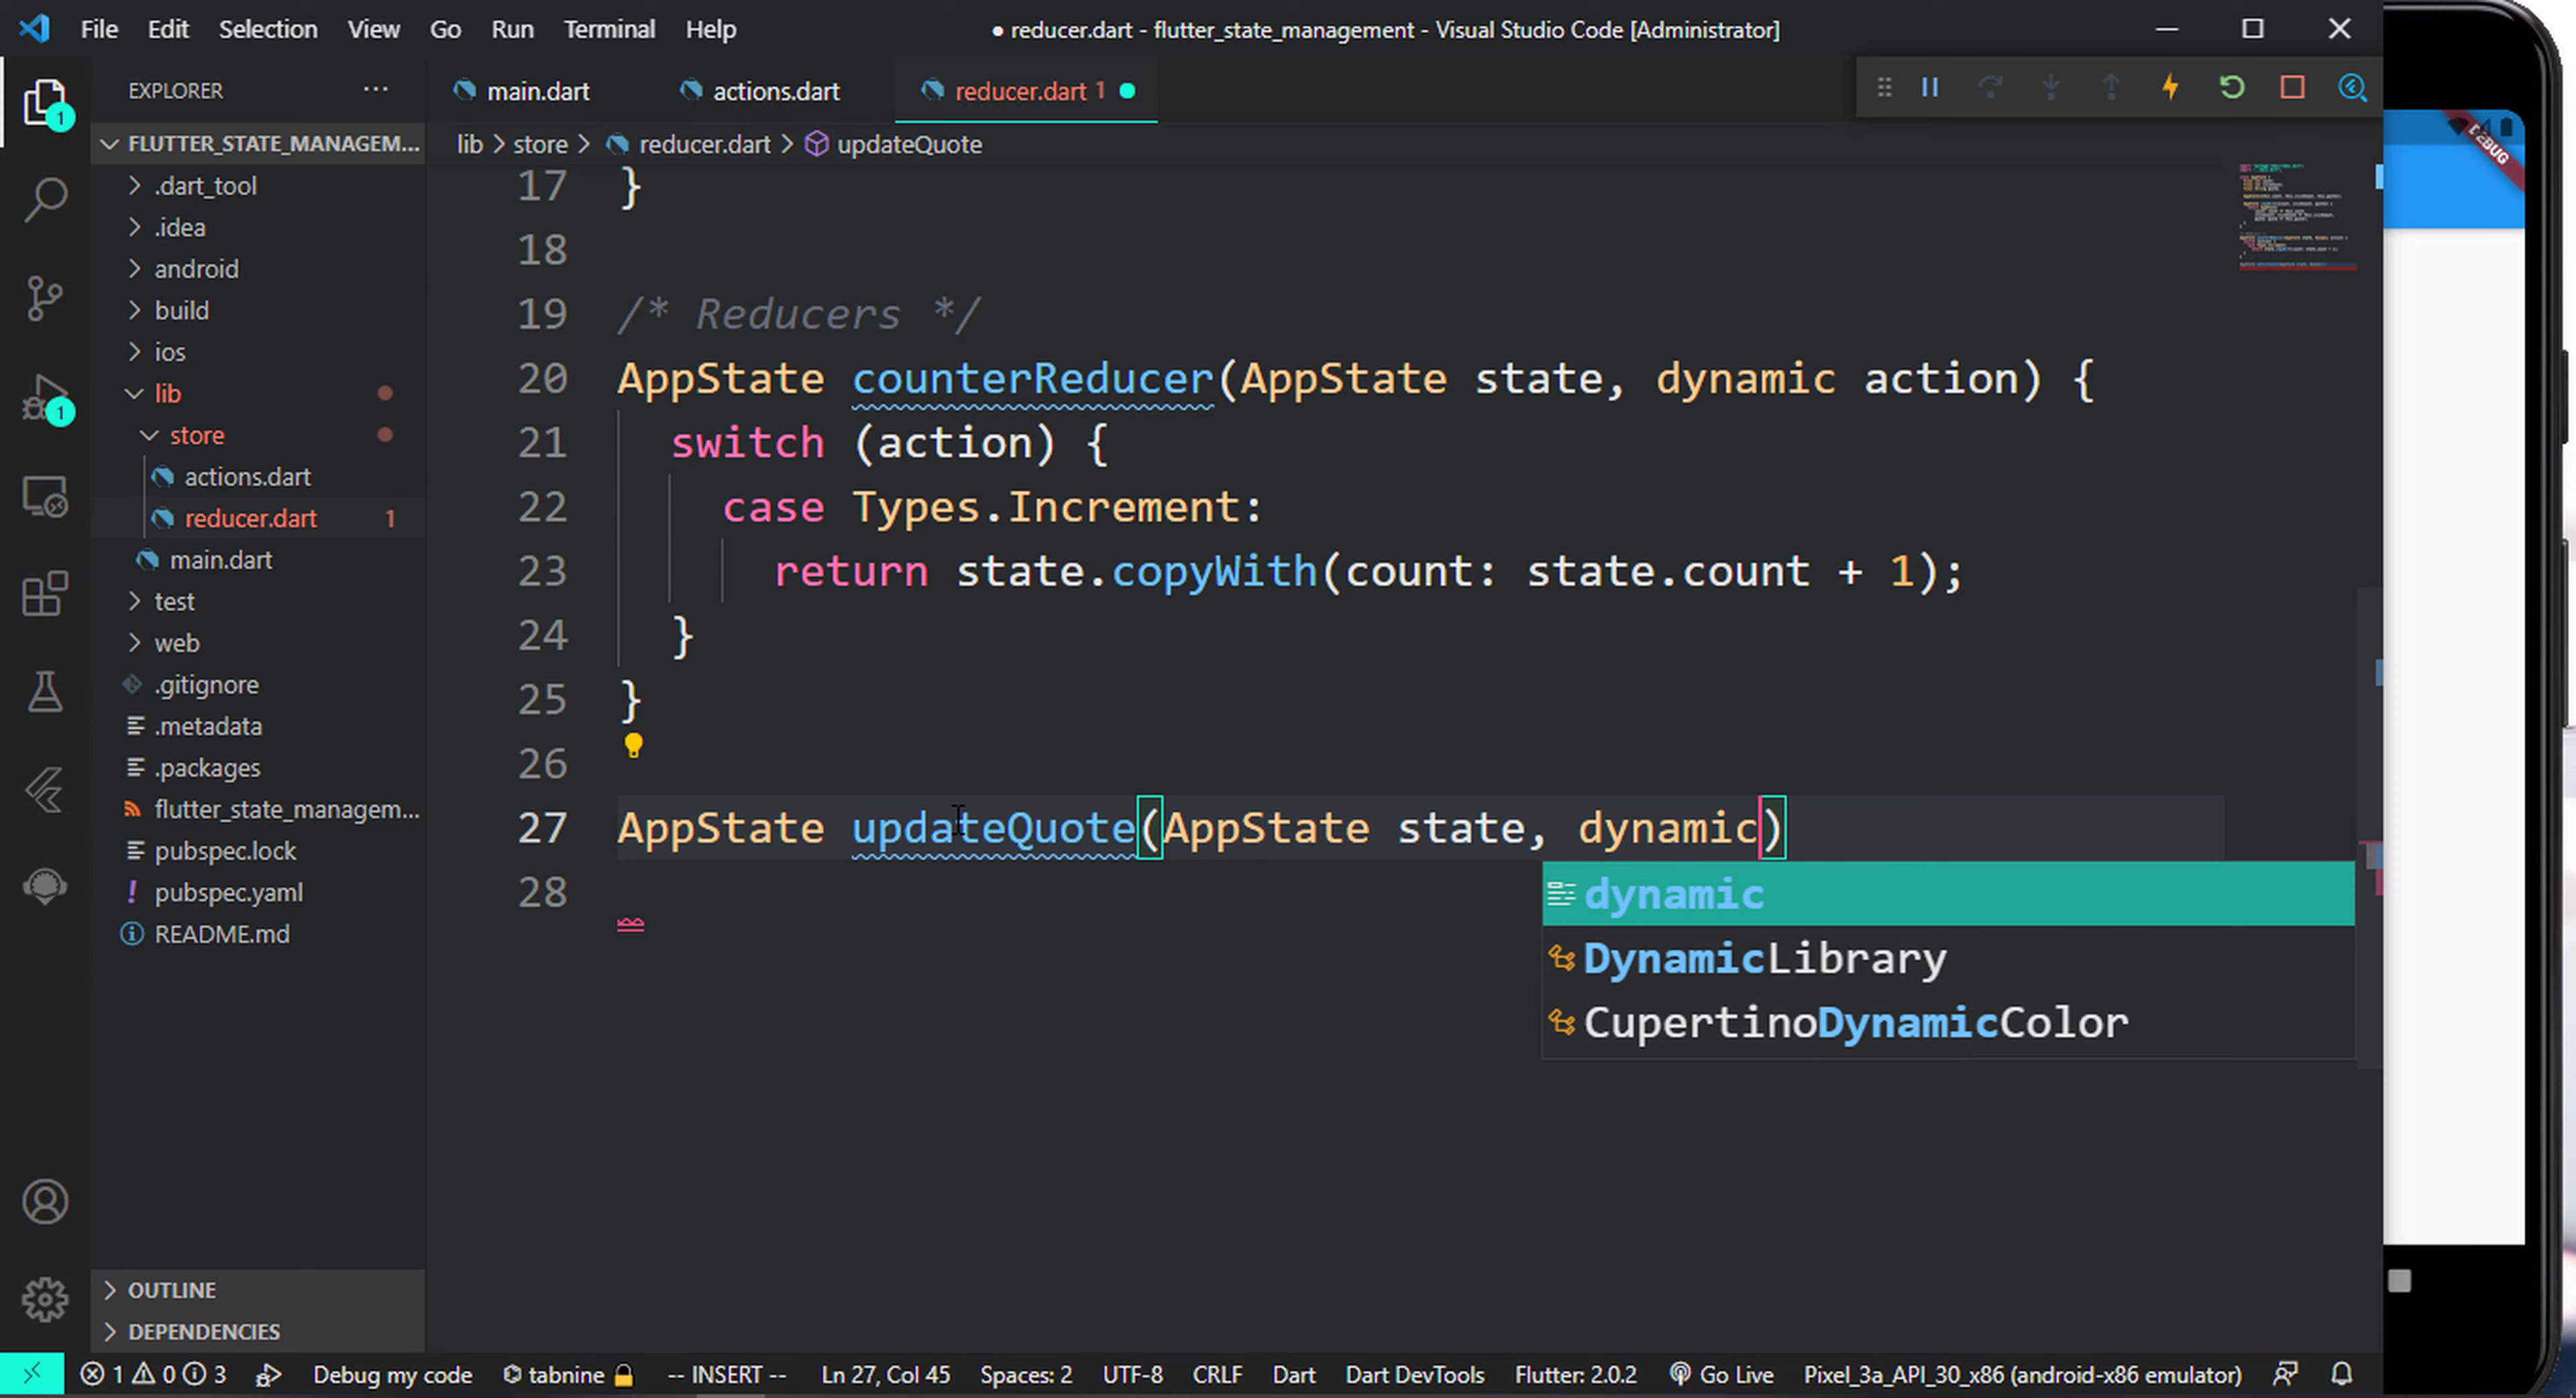 File Edit Selection View Go Run Terminal Help
● reducer.dart - flutter_state_management - Visual Studio Code [Administrator]
EXPLORER ···
main.dart
actions.dart
reducer.dart 1
1
FLUTTER_STATE_MANAGEM...
lib > store > reducer.dart > updateQuote
.dart_tool
.idea
android
build
ios
lib
store
actions.dart
reducer.dart 1
main.dart
test
web
.gitignore
.metadata
.packages
flutter_state_managem...
pubspec.lock
! pubspec.yaml
README.md
1
OUTLINE
DEPENDENCIES
17 }
18
19 /* Reducers */
20 AppState counterReducer(AppState state, dynamic action) {
21 switch (action) {
22 case Types.Increment:
23 return state.copyWith(count: state.count + 1);
24 }
25 }
26
27 AppState updateQuote(AppState state, dynamic)
28
dynamic
DynamicLibrary
CupertinoDynamicColor
DEBUG
1 0 3 Debug my code tabnine -- INSERT -- Ln 27, Col 45 Spaces: 2 UTF-8 CRLF Dart Dart DevTools Flutter: 2.0.2 Go Live Pixel_3a_API_30_x86 (android-x86 emulator)